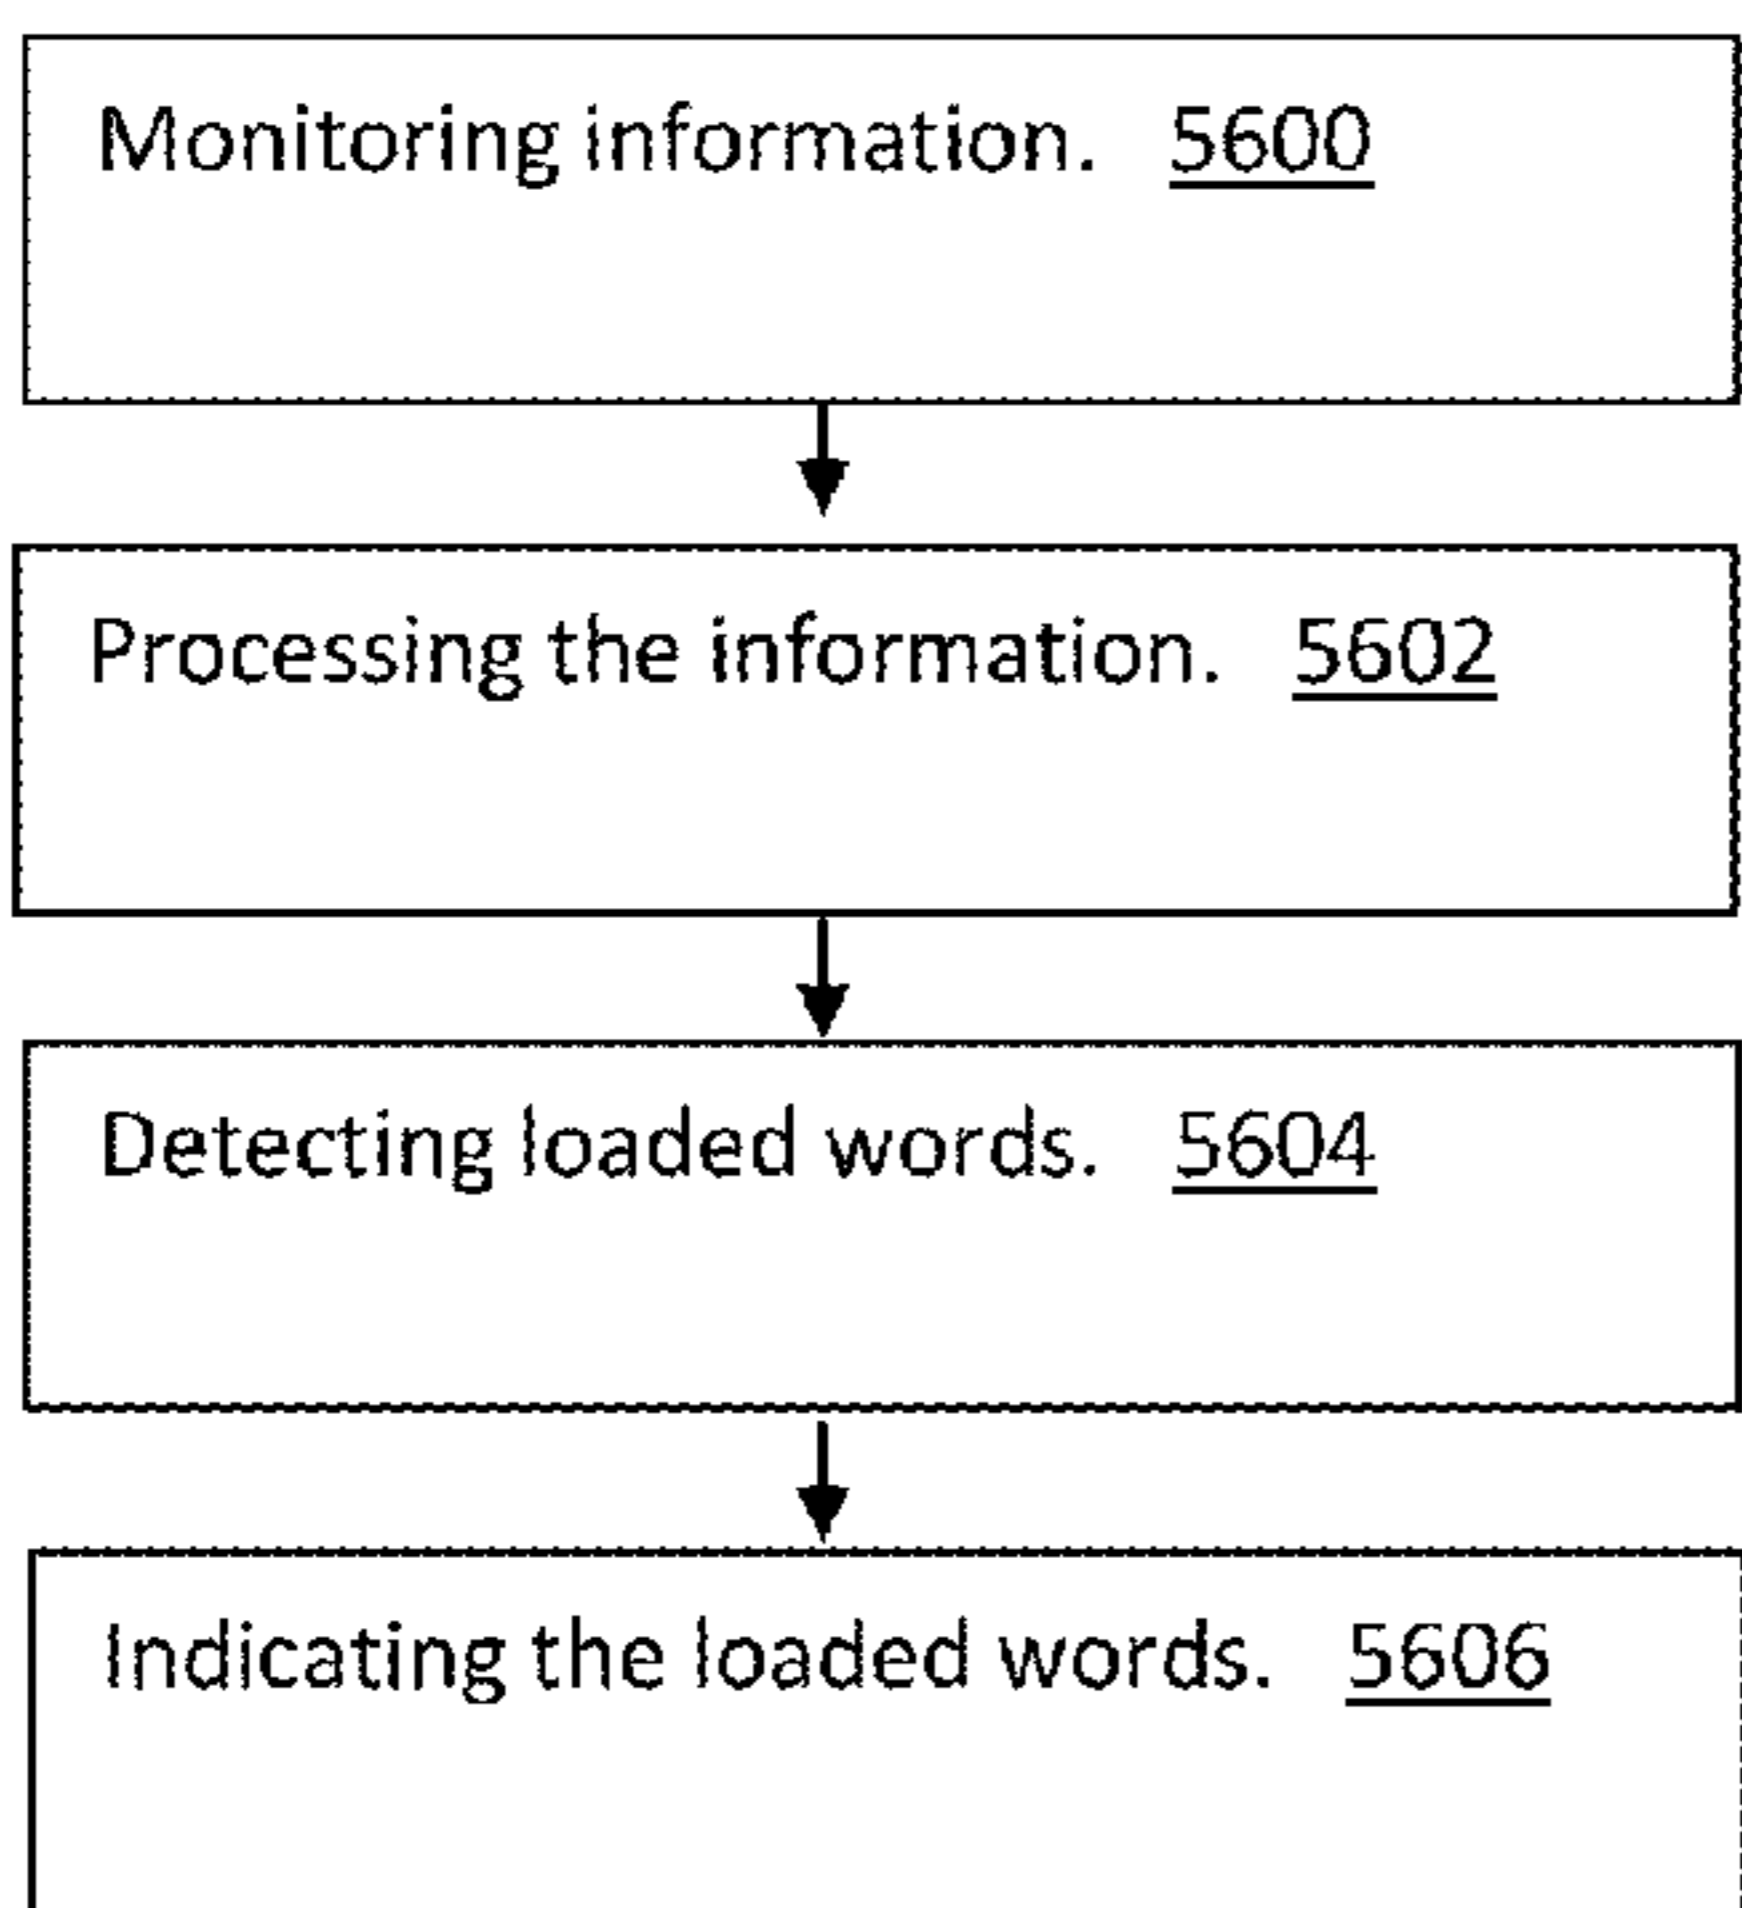 Monitoring information. 5600
Processing the information. 5602
Detecting loaded words. 5604
Indicating the loaded words. 5606